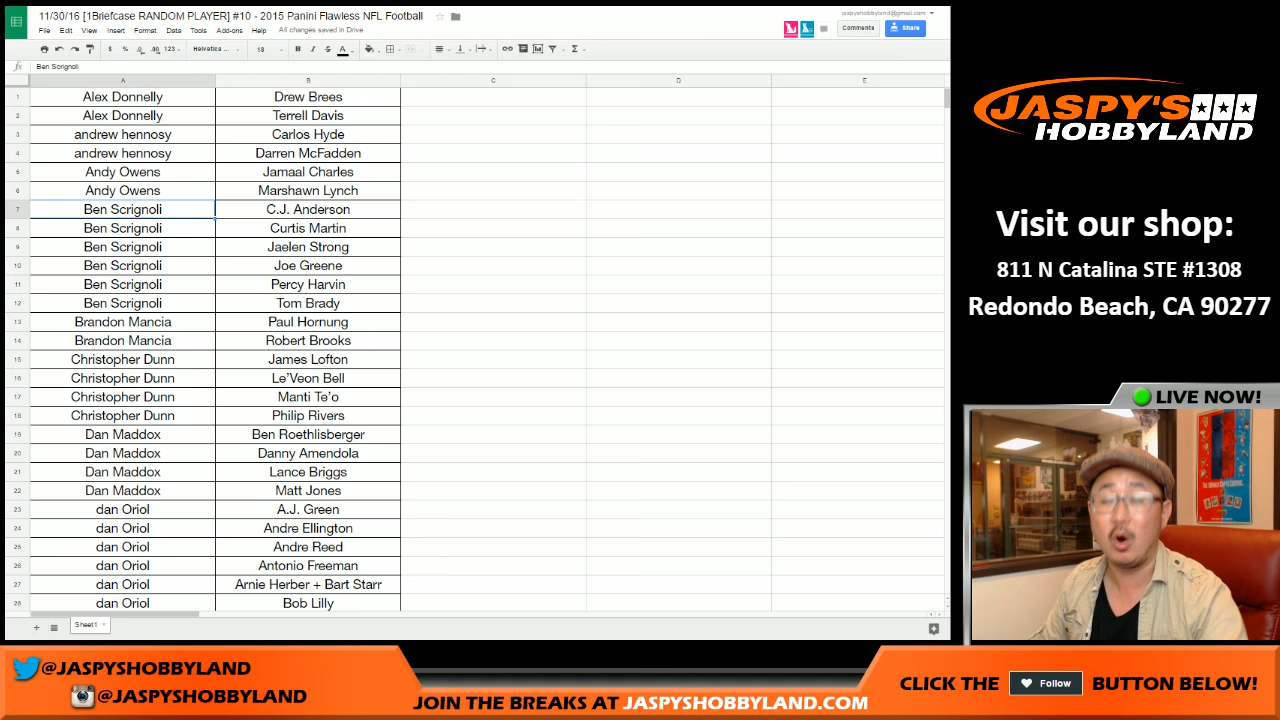 11/30/16 [1Briefcase RANDOM PLAYER] #10 - 2015 Panini Flawless NFL Football
jaspyshobbyland@gmail.com
File Edit View Insert Format Data Tools Add-ons Help All changes saved in Drive
Comments Share
$ % .0 .00 123 Helvetica... 18 B I S A
fx Ben Scrignoli
A B C D E
1 Alex Donnelly Drew Brees
2 Alex Donnelly Terrell Davis
3 andrew hennosy Carlos Hyde
4 andrew hennosy Darren McFadden
5 Andy Owens Jamaal Charles
6 Andy Owens Marshawn Lynch
7 Ben Scrignoli C.J. Anderson
8 Ben Scrignoli Curtis Martin
9 Ben Scrignoli Jaelen Strong
10 Ben Scrignoli Joe Greene
11 Ben Scrignoli Percy Harvin
12 Ben Scrignoli Tom Brady
13 Brandon Mancia Paul Hornung
14 Brandon Mancia Robert Brooks
15 Christopher Dunn James Lofton
16 Christopher Dunn Le'Veon Bell
17 Christopher Dunn Manti Te'o
18 Christopher Dunn Philip Rivers
19 Dan Maddox Ben Roethlisberger
20 Dan Maddox Danny Amendola
21 Dan Maddox Lance Briggs
22 Dan Maddox Matt Jones
23 dan Oriol A.J. Green
24 dan Oriol Andre Ellington
25 dan Oriol Andre Reed
26 dan Oriol Antonio Freeman
27 dan Oriol Arnie Herber + Bart Starr
28 dan Oriol Bob Lilly
Sheet1
JASPY'S
HOBBYLAND
Visit our shop:
811 N Catalina STE #1308
Redondo Beach, CA 90277
LIVE NOW!
@JASPYSHOBBYLAND
@JASPYSHOBBYLAND
JOIN THE BREAKS AT JASPYSHOBBYLAND.COM
CLICK THE Follow BUTTON BELOW!